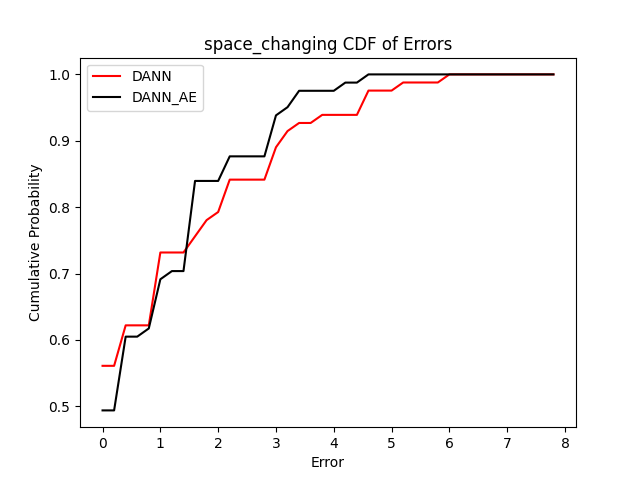 space_changing CDF of Errors
DANN
DANN_AE
Cumulative Probability
1.0
0.9
0.8
0.7
0.6
0.5
0 1 2 3 4 5 6 7 8
Error